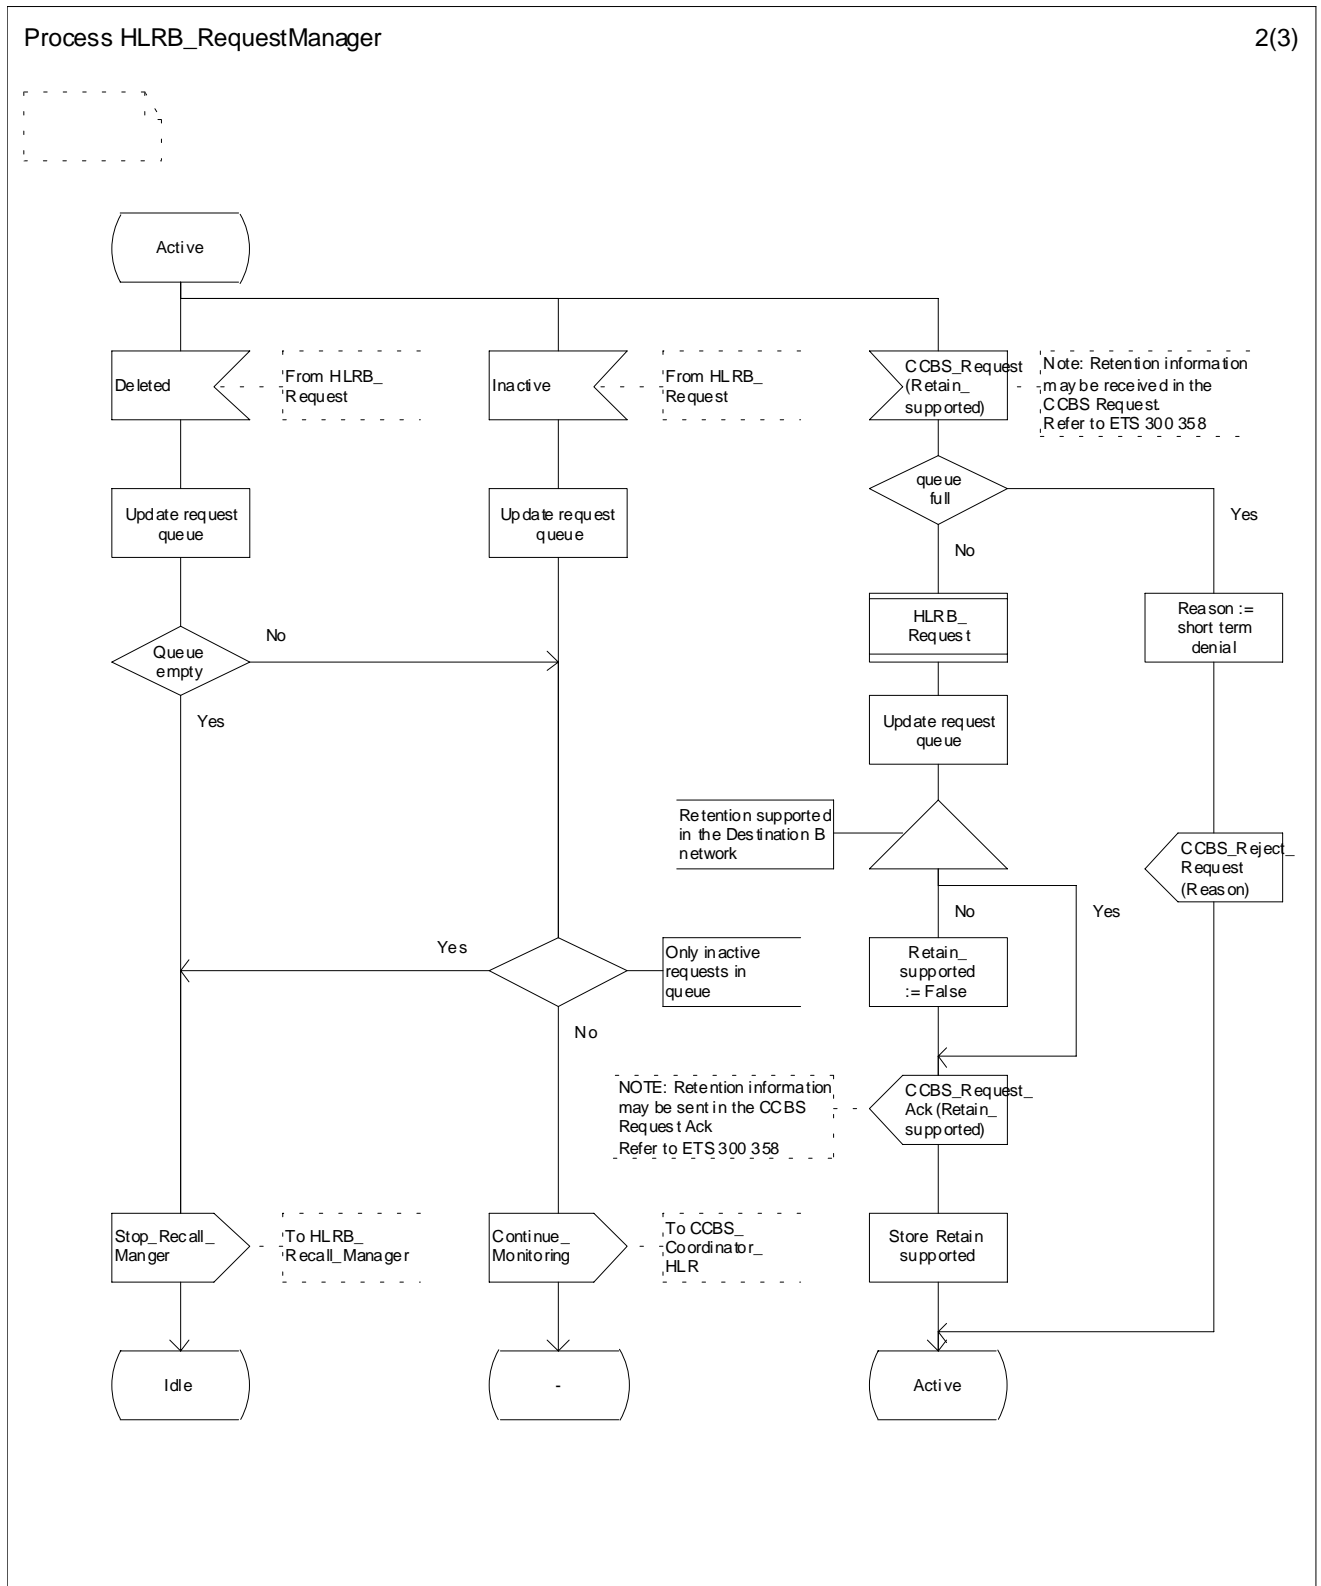 Process HLRB_RequestManager
2(3)
Active
Deleted
From HLRB_
Request
Inactive
From HLRB_
Request
CCBS_Request
(Retain_
supported)
Note: Retention information
may be received in the
CCBS Request.
Refer to ETS 300 358
Update request
queue
Update request
queue
queue
full
Yes
No
Queue
empty
No
Yes
HLRB_
Request
Reason :=
short term
denial
Update request
queue
Retention supported
in the Destination B
network
CCBS_Reject_
Request
(Reason)
No
Yes
Yes
Only inactive
requests in
queue
No
Retain_
supported
:= False
NOTE: Retention information
may be sent in the CCBS
Request Ack
Refer to ETS 300 358
CCBS_Request_
Ack (Retain_
supported)
Stop_Recall_
Manger
To HLRB_
Recall_Manager
Continue_
Monitoring
To CCBS_
Coordinator_
HLR
Store Retain
supported
Idle
-
Active